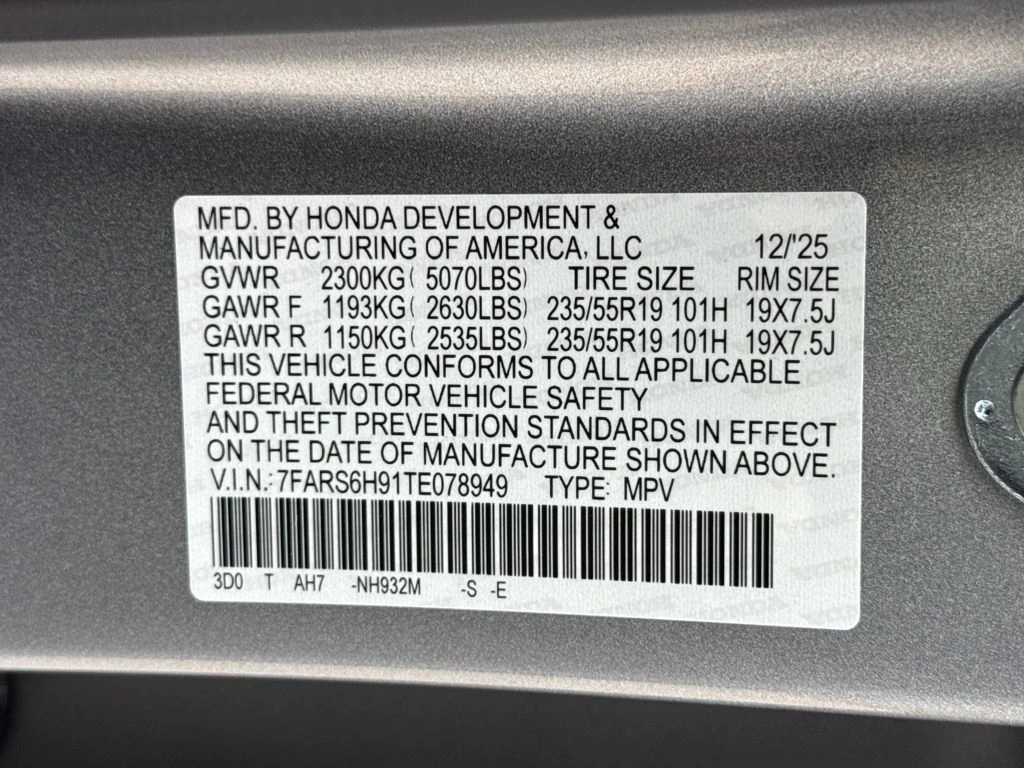 MFD. BY HONDA DEVELOPMENT &
MANUFACTURING OF AMERICA, LLC 12/'25
GVWR 2300KG( 5070LBS) TIRE SIZE RIM SIZE
GAWR F 1193KG( 2630LBS) 235/55R19 101H 19X7.5J
GAWR R 1150KG( 2535LBS) 235/55R19 101H 19X7.5J
THIS VEHICLE CONFORMS TO ALL APPLICABLE
FEDERAL MOTOR VEHICLE SAFETY
AND THEFT PREVENTION STANDARDS IN EFFECT
ON THE DATE OF MANUFACTURE SHOWN ABOVE.
V.I.N.: 7FARS6H91TE078949 TYPE: MPV
3D0 T AH7 -NH932M -S -E